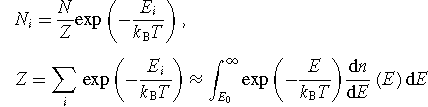 N_i = \frac{N}{Z} \exp\left(-\frac{E_i}{k_B T}\right),
Z = \sum_i \exp\left(-\frac{E_i}{k_B T}\right) \approx \int_{E_0}^{\infty} \exp\left(-\frac{E}{k_B T}\right) \frac{dn}{dE} (E) dE